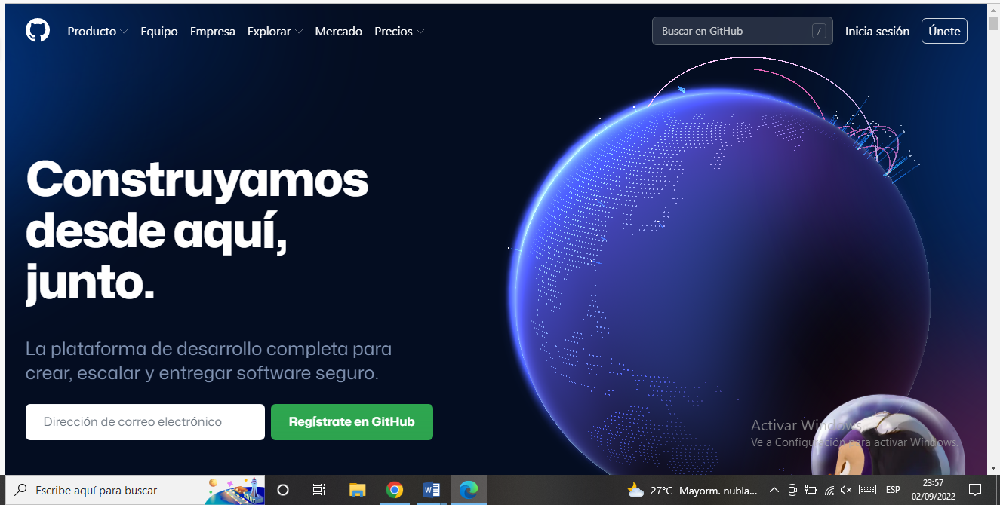 Producto Equipo Empresa Explorar Mercado Precios Buscar en GitHub / Inicia sesión Únete
Construyamos
desde aquí,
junto.
La plataforma de desarrollo completa para
crear, escalar y entregar software seguro.
Dirección de correo electrónico Regístrate en GitHub
Activar Windows
Ve a Configuración para activar Windows.
Escribe aquí para buscar W 27°C Mayorm. nubla... ESP 23:57
02/09/2022